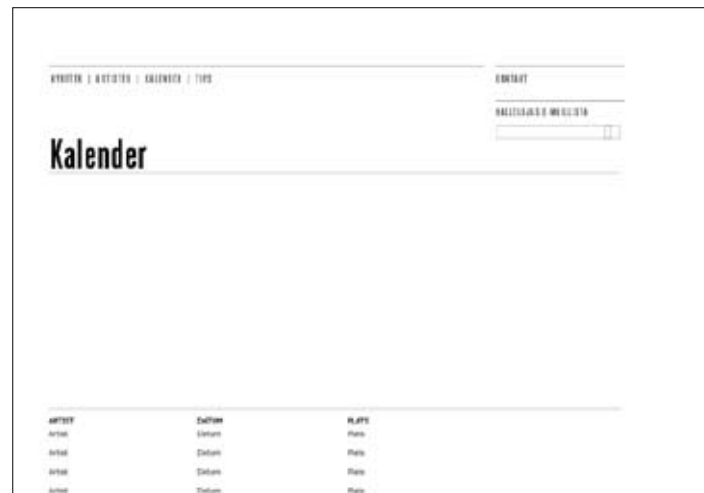 NYHETER | ARTISTER | KALENDER | TIPS
KONTAKT
E-MAILLISTA
Kalender
ARTIST DATUM PLATS
Artist Datum Plats
Artist Datum Plats
Artist Datum Plats
Artist Datum Plats